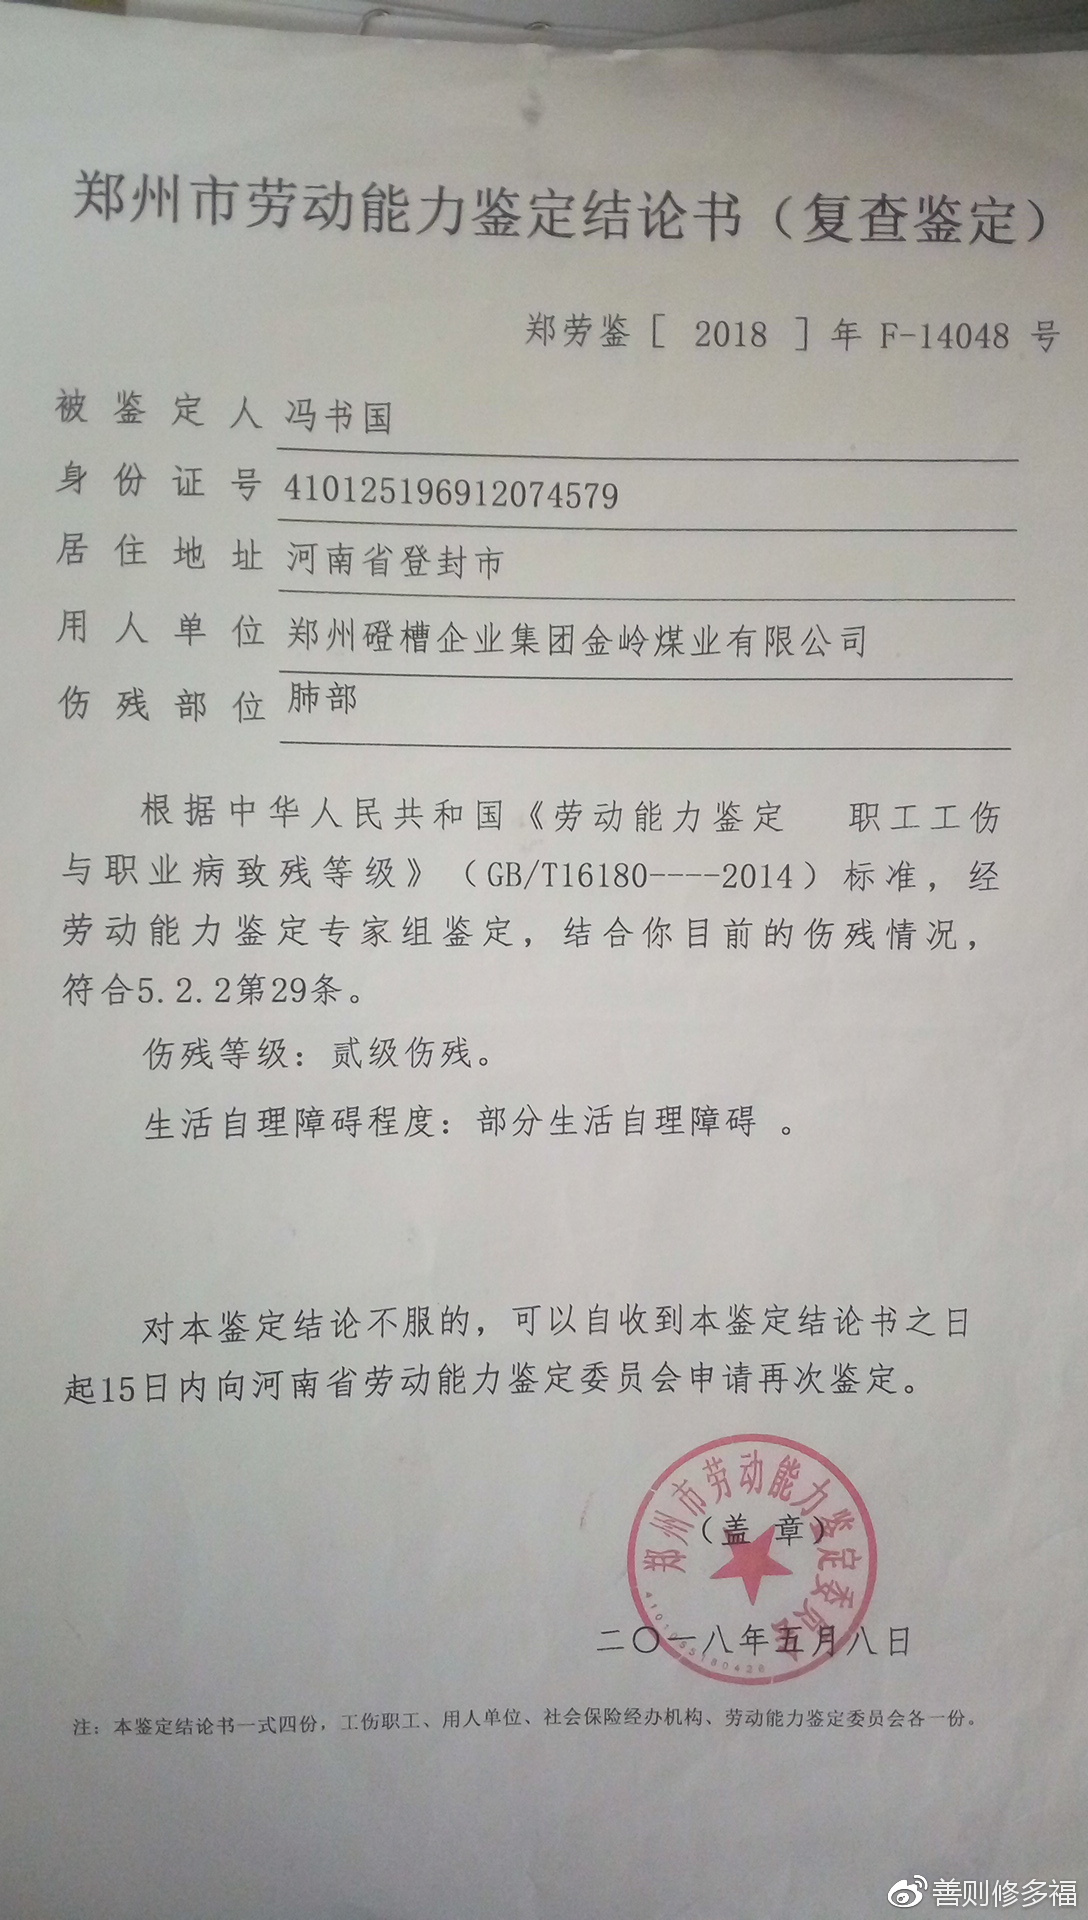 郑州市劳动能力鉴定结论书（复查鉴定）
郑劳鉴［ 2018 ］年 F-14048 号
被鉴定人 冯书国
身份证号 410125196912074579
居住地址 河南省登封市
用人单位 郑州磴槽企业集团金岭煤业有限公司
伤残部位 肺部
根据中华人民共和国《劳动能力鉴定 职工工伤
与职业病致残等级》（GB/T16180----2014）标准，经
劳动能力鉴定专家组鉴定，结合你目前的伤残情况，
符合5.2.2第29条。
伤残等级：贰级伤残。
生活自理障碍程度：部分生活自理障碍 。
对本鉴定结论不服的，可以自收到本鉴定结论书之日
起15日内向河南省劳动能力鉴定委员会申请再次鉴定。
郑州市劳动能力鉴定委员会
（盖 章）
二〇一八年五月八日
注：本鉴定结论书一式四份，工伤职工、用人单位、社会保险经办机构、劳动能力鉴定委员会各一份。
善则修多福